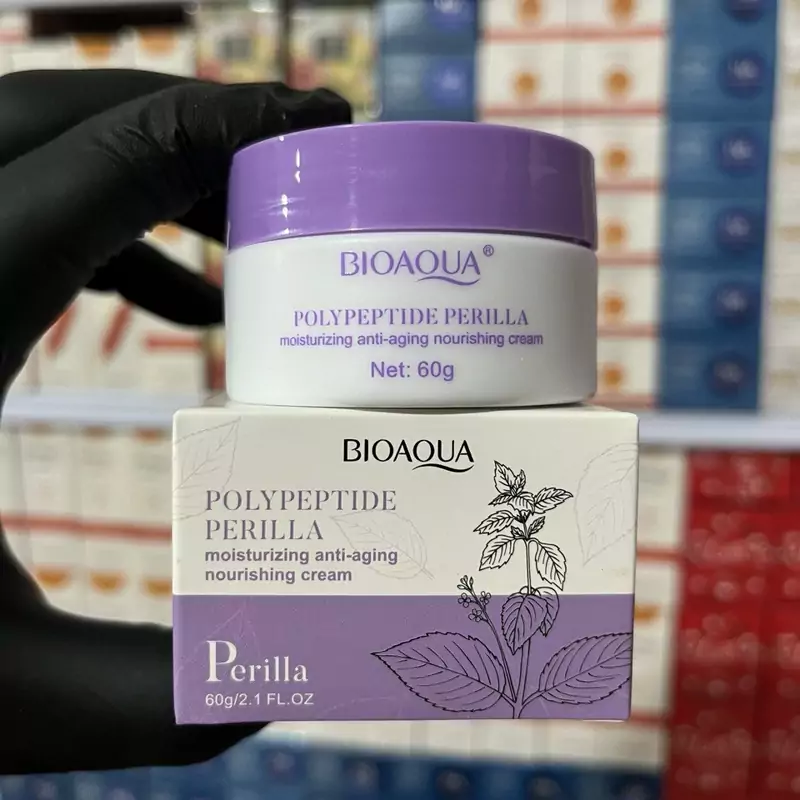 BIOAQUA®
POLYPEPTIDE PERILLA
moisturizing anti-aging nourishing cream
Net: 60g
BIOAQUA
POLYPEPTIDE
PERILLA
moisturizing anti-aging
nourishing cream
Perilla
60g/2.1 FL.OZ